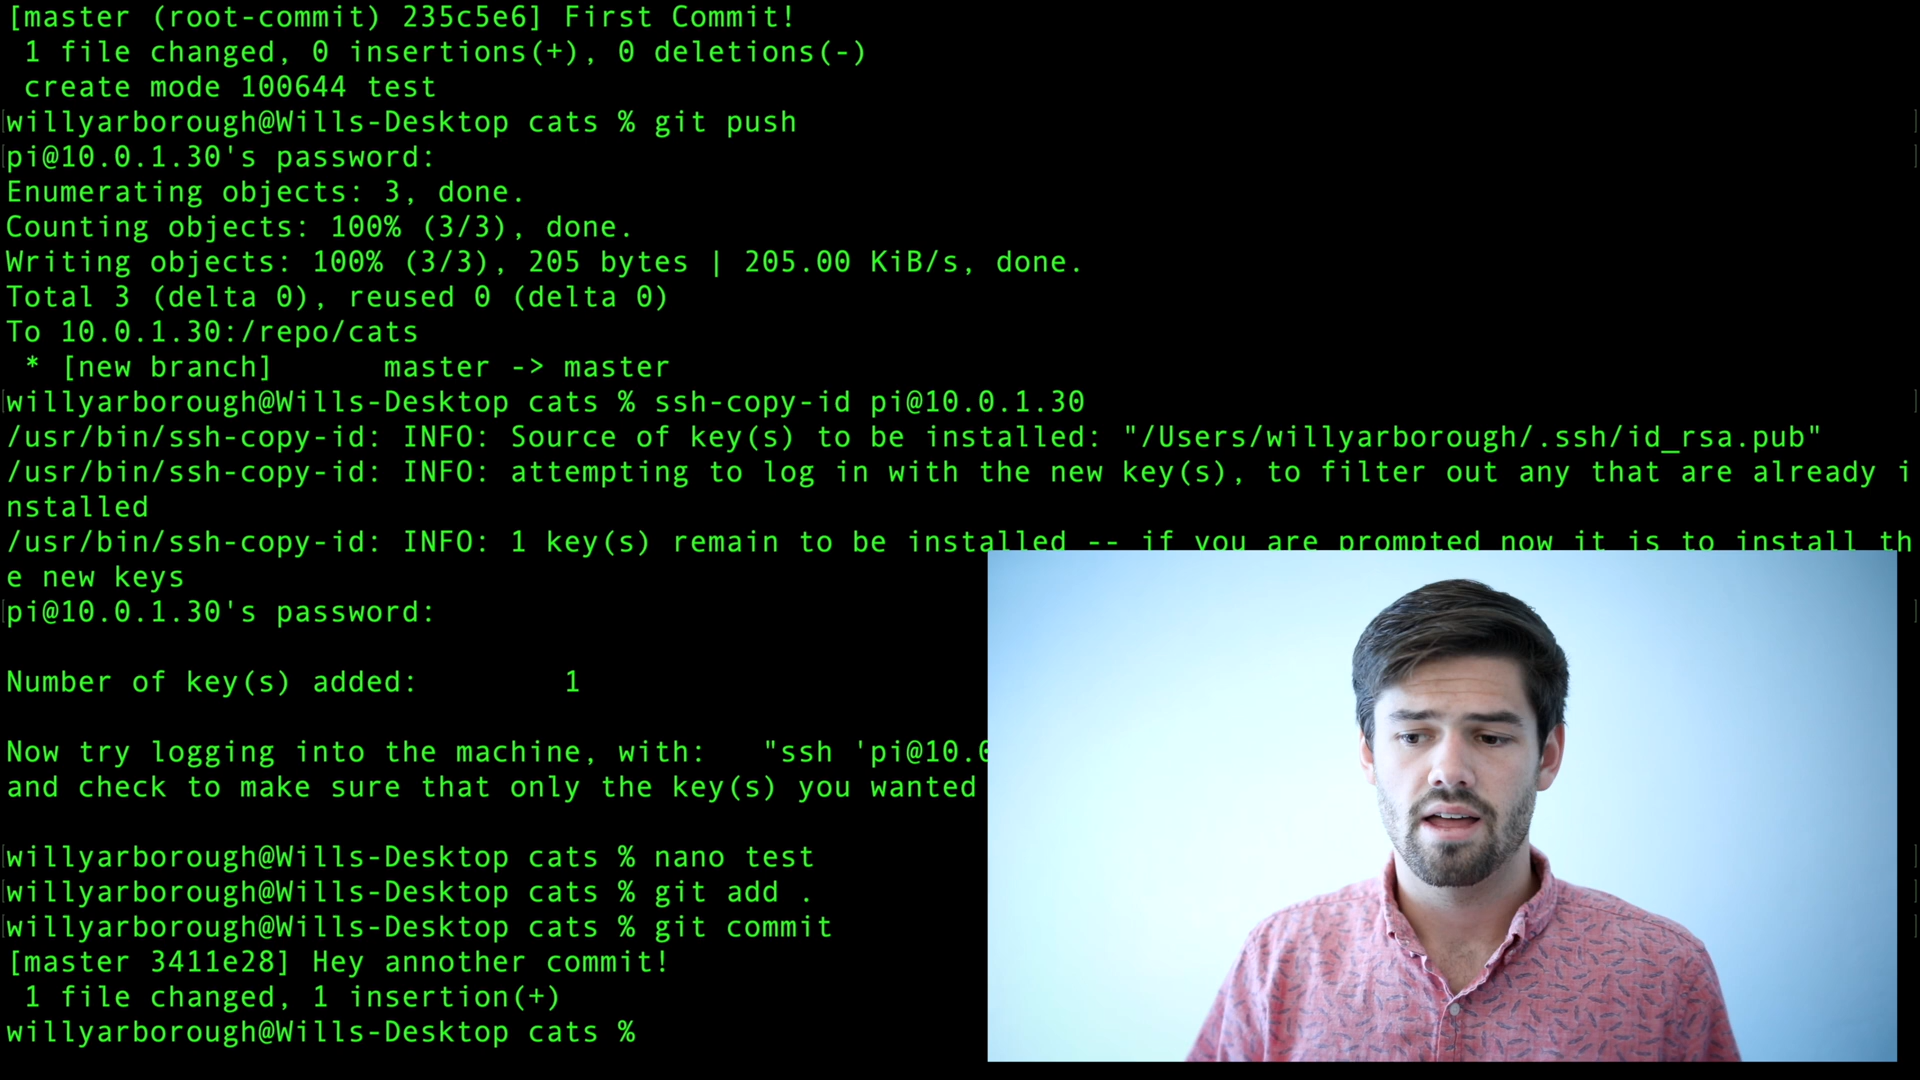 [master (root-commit) 235c5e6] First Commit!
 1 file changed, 0 insertions(+), 0 deletions(-)
 create mode 100644 test
willyarborough@Wills-Desktop cats % git push
pi@10.0.1.30's password:
Enumerating objects: 3, done.
Counting objects: 100% (3/3), done.
Writing objects: 100% (3/3), 205 bytes | 205.00 KiB/s, done.
Total 3 (delta 0), reused 0 (delta 0)
To 10.0.1.30:/repo/cats
 * [new branch]      master -> master
willyarborough@Wills-Desktop cats % ssh-copy-id pi@10.0.1.30
/usr/bin/ssh-copy-id: INFO: Source of key(s) to be installed: "/Users/willyarborough/.ssh/id_rsa.pub"
/usr/bin/ssh-copy-id: INFO: attempting to log in with the new key(s), to filter out any that are already i
nstalled
/usr/bin/ssh-copy-id: INFO: 1 key(s) remain to be installed -- if you are prompted now it is to install th
e new keys
pi@10.0.1.30's password:
Number of key(s) added:        1
Now try logging into the machine, with:   "ssh 'pi@10.0
and check to make sure that only the key(s) you wanted
willyarborough@Wills-Desktop cats % nano test
willyarborough@Wills-Desktop cats % git add .
willyarborough@Wills-Desktop cats % git commit
[master 3411e28] Hey annother commit!
 1 file changed, 1 insertion(+)
willyarborough@Wills-Desktop cats %